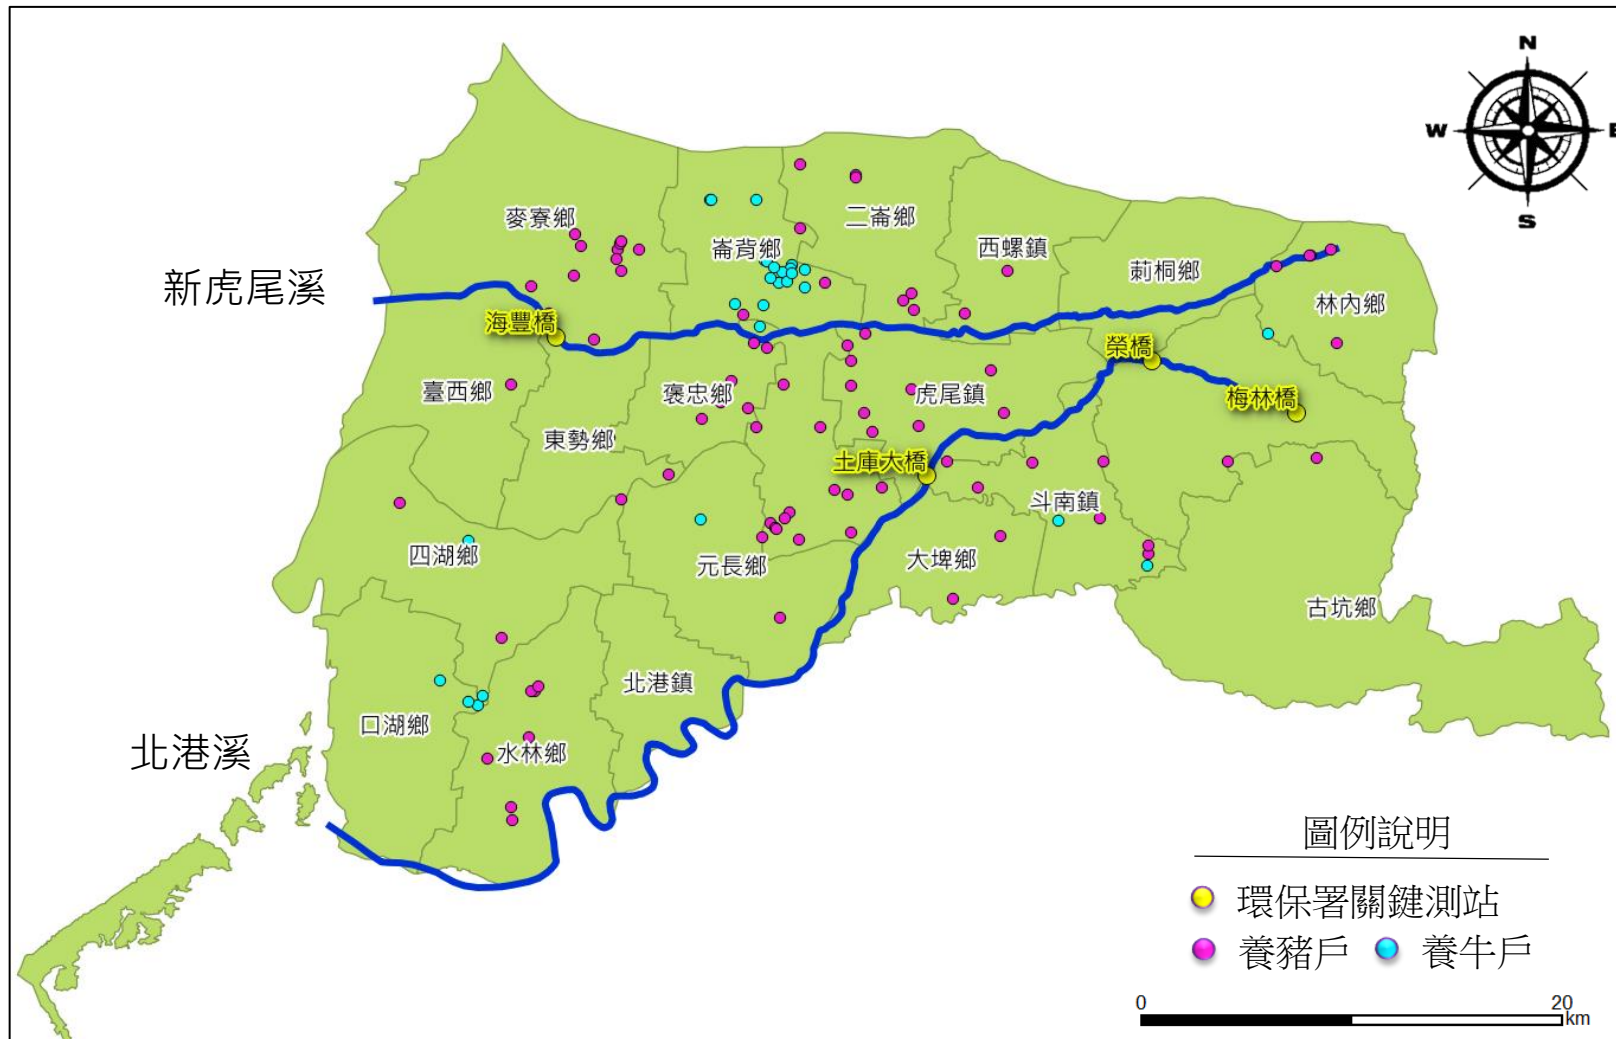 N
W
E
S
麥寮鄉
二崙鄉
崙背鄉
西螺鎮
莿桐鄉
新虎尾溪
林內鄉
海豐橋
榮橋
臺西鄉
褒忠鄉
虎尾鎮
梅林橋
東勢鄉
土庫大橋
斗南鎮
四湖鄉
元長鄉
大埤鄉
古坑鄉
北港鎮
口湖鄉
北港溪
水林鄉
圖例說明
環保署關鍵測站
養豬戶
養牛戶
0
20
km